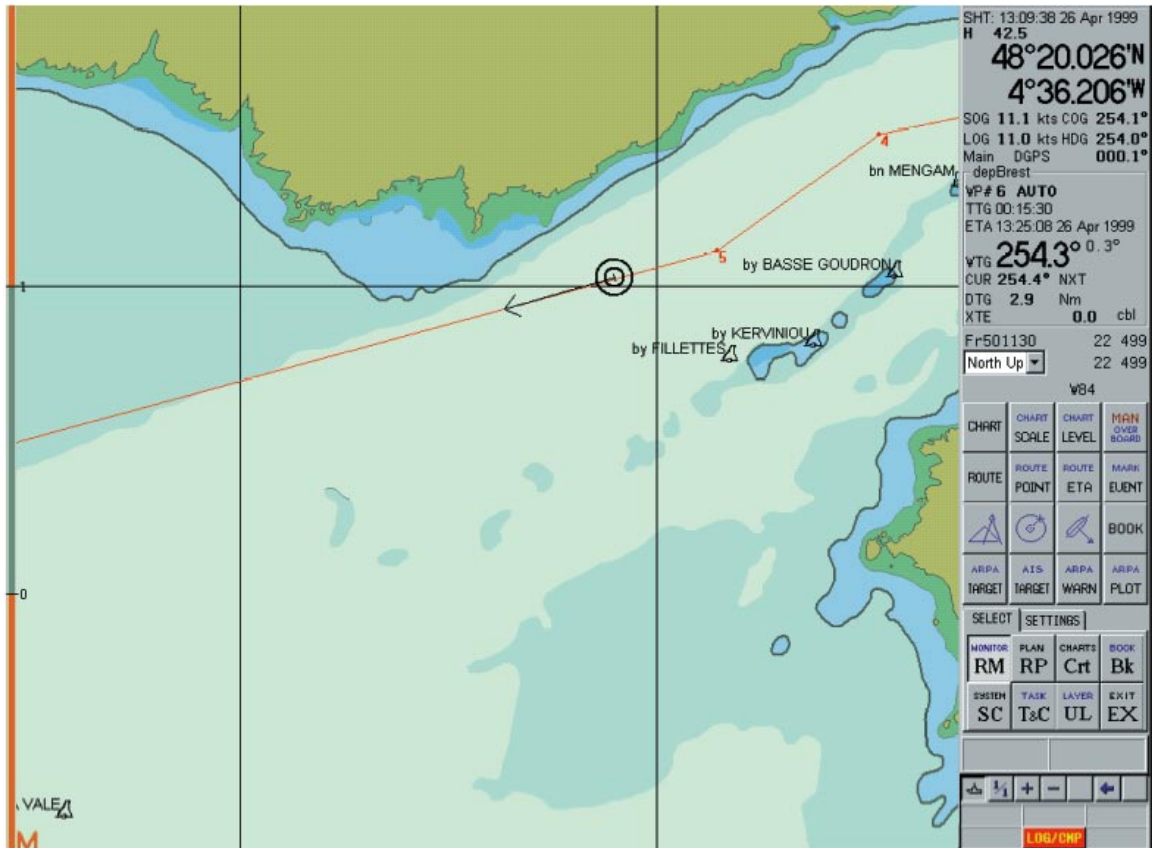 4
bn MENGAM
5
by BASSE GOUDRON
1
by KERVINIOU
by FILLETTES
0
VALE
M
SHT: 13:09:38 26 Apr 1999
H 42.5
48°20.026'N
4°36.206'W
SOG 11.1 kts COG 254.1°
LOG 11.0 kts HDG 254.0°
Main DGPS 000.1°
depBrest
WP# 6 AUTO
TTG 00:15:30
ETA 13:25:08 26 Apr 1999
WTG 254.3° 0.3°
CUR 254.4° NXT
DTG 2.9 Nm
XTE 0.0 cbl
Fr501130 22 499
North Up 22 499
W84
CHART
CHART SCALE
CHART LEVEL
MAN OVER BOARD
ROUTE
ROUTE POINT
ROUTE ETA
MARK EVENT
BOOK
ARPA TARGET
AIS TARGET
ARPA WARN
ARPA PLOT
SELECT SETTINGS
MONITOR RM
PLAN RP
CHARTS Crt
BOOK Bk
SYSTEM SC
TASK T&C
LAYER UL
EXIT EX
1/1 + -
LOG/CMP